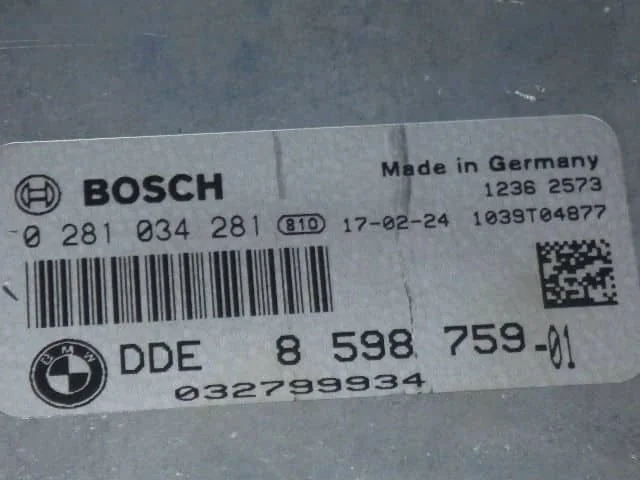 BOSCH
Made in Germany
1236 2573
0 281 034 281 810 17-02-24 1039T04877
BMW
DDE 8 598 759-01
032799934